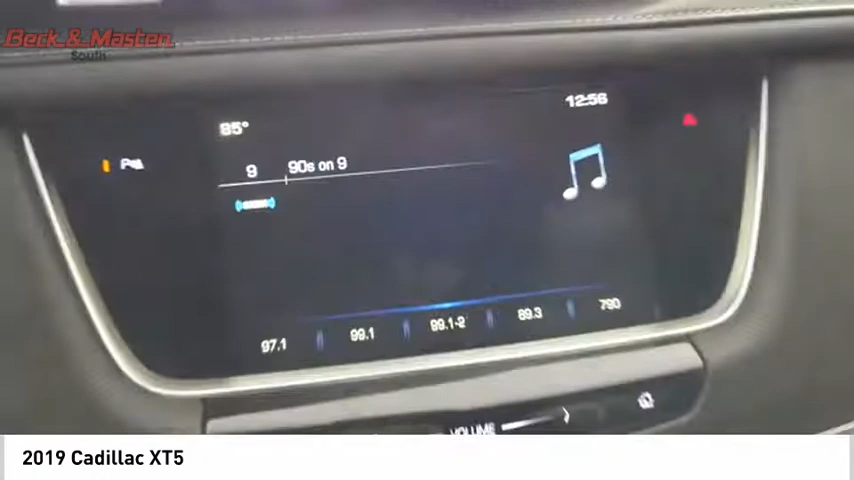 Beck & Masten
South
12:56
85°
9 90s on 9
97.1 99.1 99.1-2 89.3 790
VOLUME
2019 Cadillac XT5